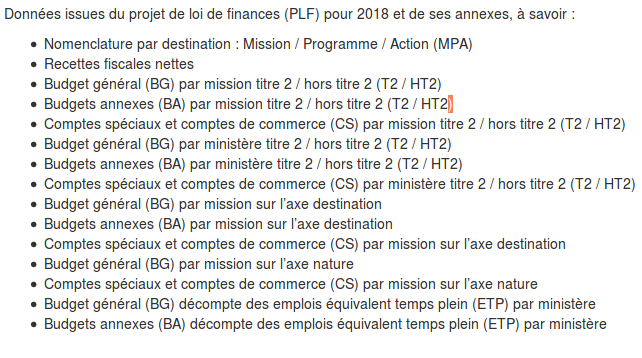 Données issues du projet de loi de finances (PLF) pour 2018 et de ses annexes, à savoir :
• Nomenclature par destination : Mission / Programme / Action (MPA)
• Recettes fiscales nettes
• Budget général (BG) par mission titre 2 / hors titre 2 (T2 / HT2)
• Budgets annexes (BA) par mission titre 2 / hors titre 2 (T2 / HT2)
• Comptes spéciaux et comptes de commerce (CS) par mission titre 2 / hors titre 2 (T2 / HT2)
• Budget général (BG) par ministère titre 2 / hors titre 2 (T2 / HT2)
• Budgets annexes (BA) par ministère titre 2 / hors titre 2 (T2 / HT2)
• Comptes spéciaux et comptes de commerce (CS) par ministère titre 2 / hors titre 2 (T2 / HT2)
• Budget général (BG) par mission sur l'axe destination
• Budgets annexes (BA) par mission sur l'axe destination
• Comptes spéciaux et comptes de commerce (CS) par mission sur l'axe destination
• Budget général (BG) par mission sur l'axe nature
• Comptes spéciaux et comptes de commerce (CS) par mission sur l'axe nature
• Budget général (BG) décompte des emplois équivalent temps plein (ETP) par ministère
• Budgets annexes (BA) décompte des emplois équivalent temps plein (ETP) par ministère